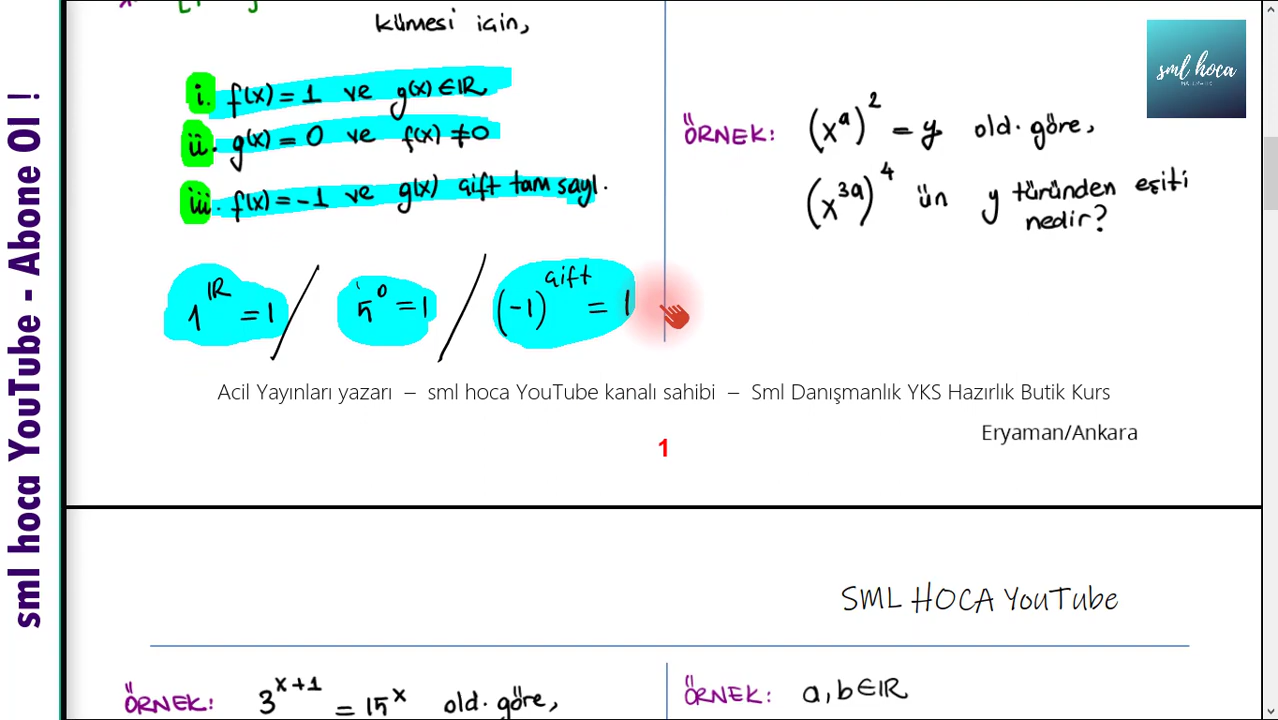 sml hoca YouTube - Abone Ol !
kümesi için,
i. f(x) = 1 ve g(x) ∈ IR
ii. g(x) = 0 ve f(x) ≠ 0
iii. f(x) = -1 ve g(x) çift tam sayı.
1^IR = 1 / 5^0 = 1 / (-1)^çift = 1
sml hoca
ÖRNEK: (x^a)^2 = y old. göre,
(x^3a)^4 ün y türünden eşiti
nedir?
Acil Yayınları yazarı – sml hoca YouTube kanalı sahibi – Sml Danışmanlık YKS Hazırlık Butik Kurs
Eryaman/Ankara
1
SML HOCA YouTube
ÖRNEK: 3^x+1 = 15^x old. göre,
ÖRNEK: a, b ∈ IR